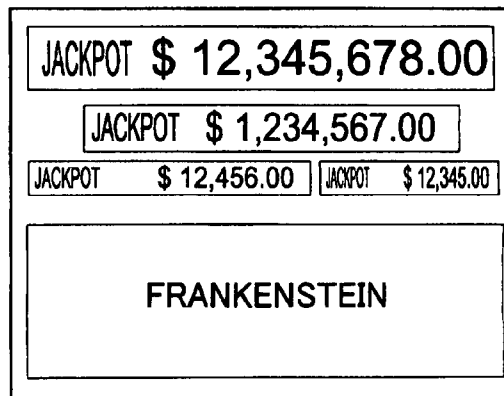 JACKPOT $ 12,345,678.00
JACKPOT $ 1,234,567.00
JACKPOT $ 12,456.00 JACKPOT $ 12,345.00
FRANKENSTEIN